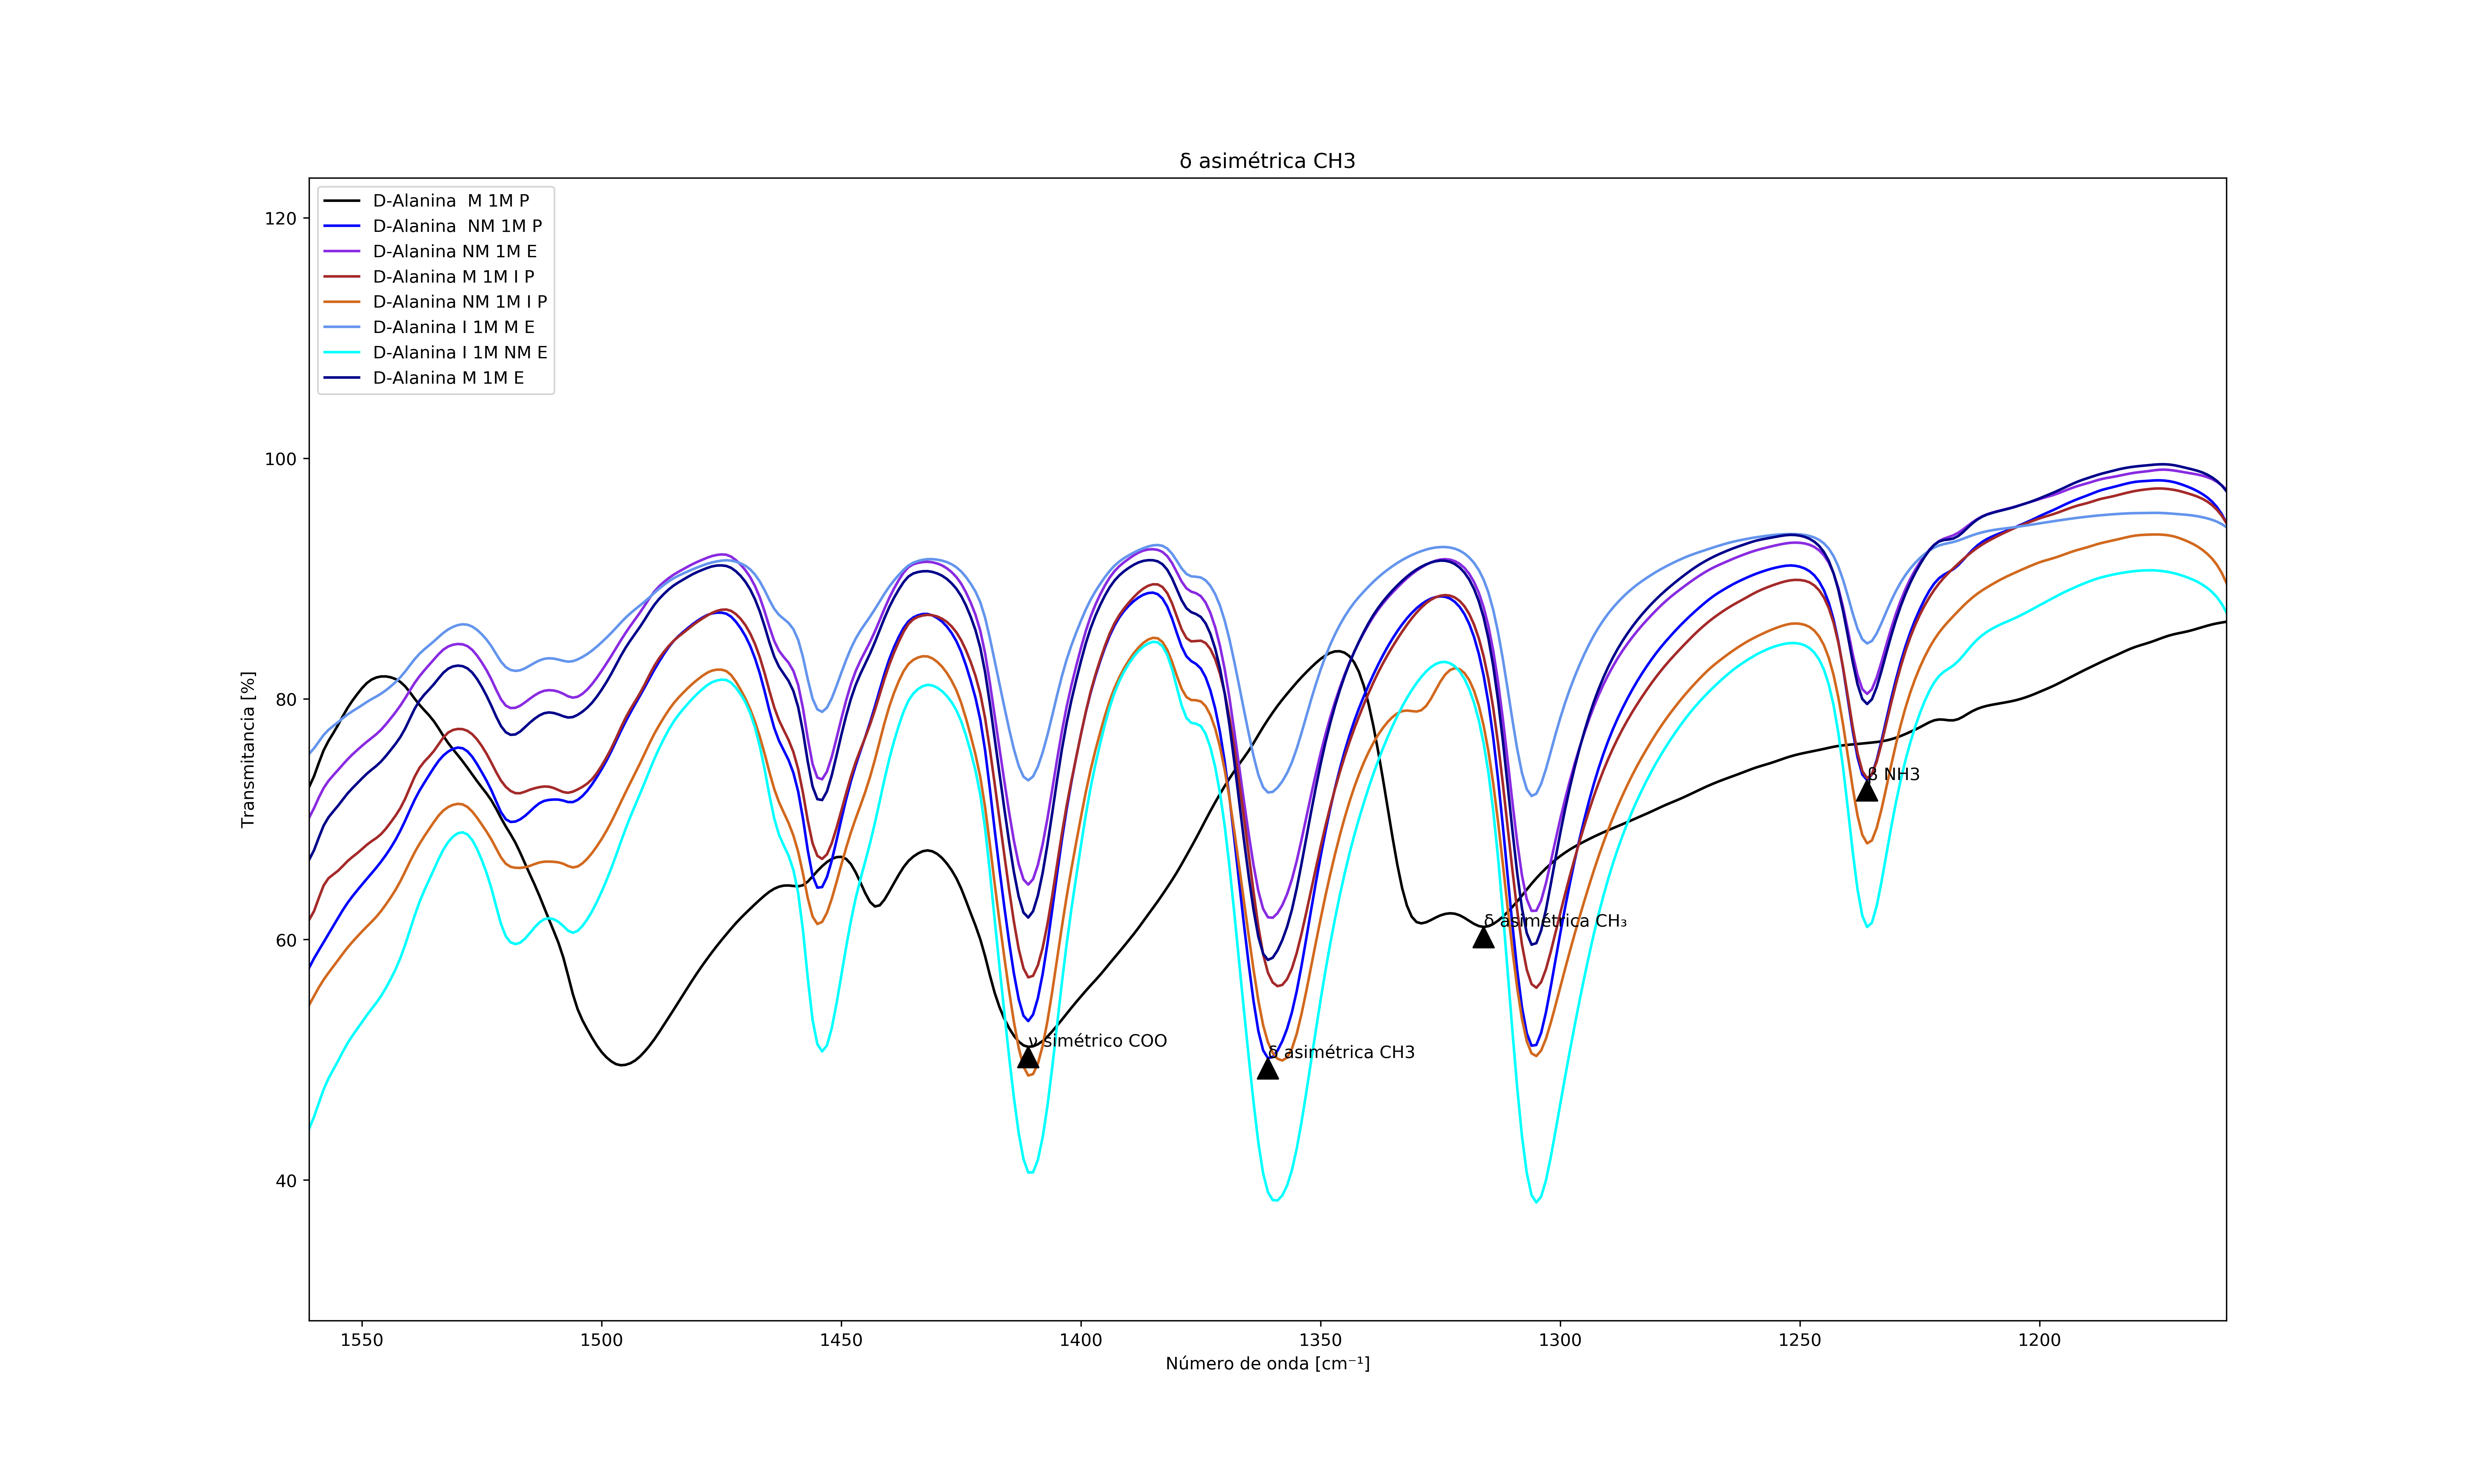 δ asimétrica CH3
D-Alanina  M 1M P
D-Alanina  NM 1M P
D-Alanina NM 1M E
D-Alanina M 1M I P
D-Alanina NM 1M I P
D-Alanina I 1M M E
D-Alanina I 1M NM E
D-Alanina M 1M E
120
100
80
60
40
Transmitancia [%]
β NH3
δ asimétrica CH₃
ν simétrico COO
δ asimétrica CH3
1550 1500 1450 1400 1350 1300 1250 1200
Número de onda [cm⁻¹]